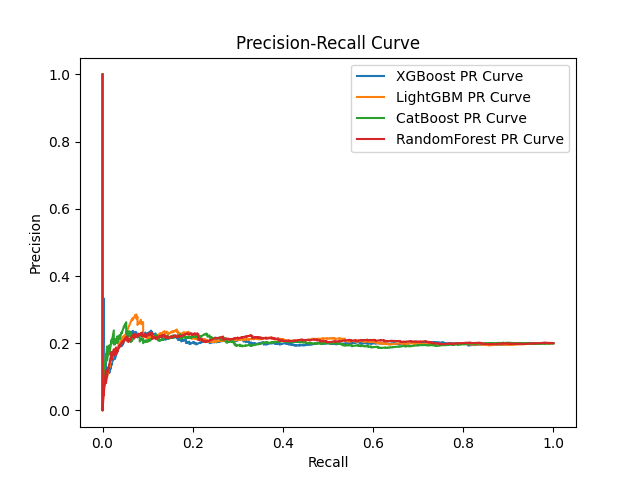 Precision-Recall Curve
XGBoost PR Curve
LightGBM PR Curve
CatBoost PR Curve
RandomForest PR Curve
Precision
1.0
0.8
0.6
0.4
0.2
0.0
0.0 0.2 0.4 0.6 0.8 1.0
Recall